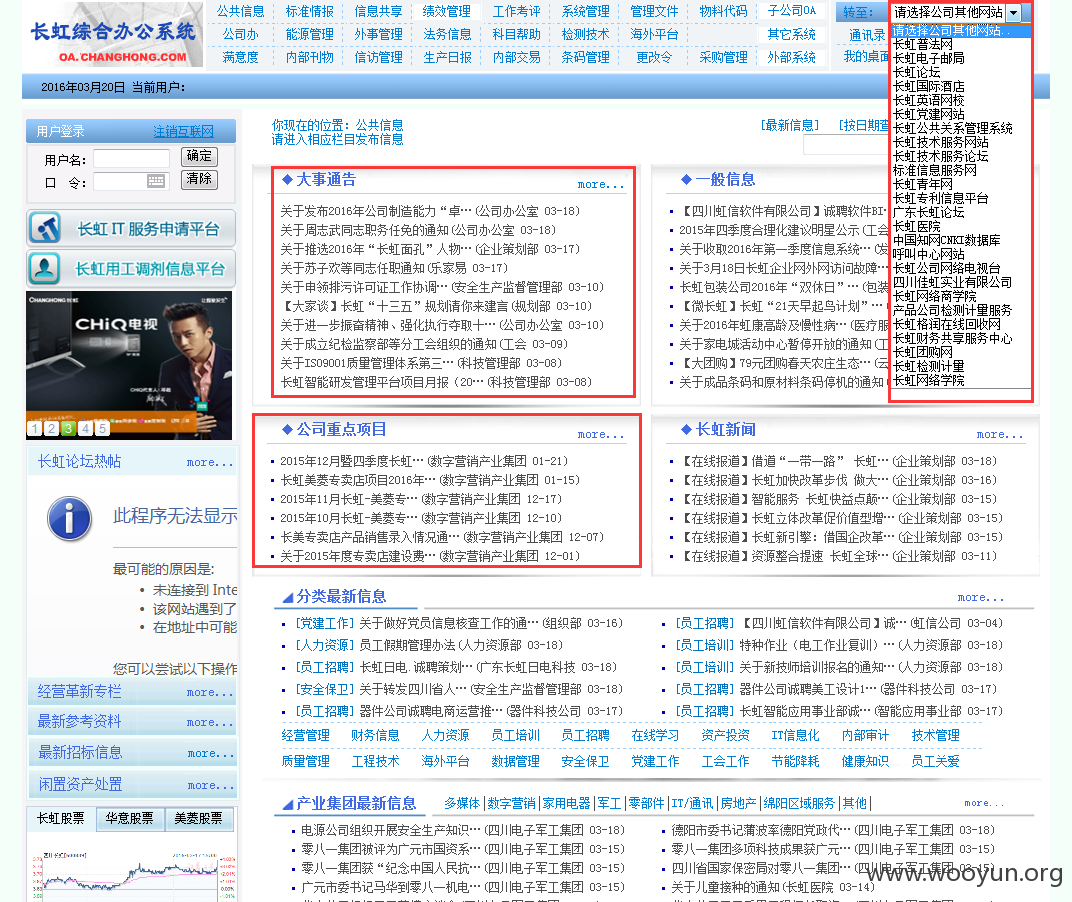 长虹综合办公系统
OA.CHANGHONG.COM
公共信息 标准情报 信息共享 绩效管理 工作考评 系统管理 管理文件 物料代码 子公司OA
公司办 能源管理 外事管理 法务信息 科目帮助 检测技术 海外平台 其它系统
满意度 内部刊物 信访管理 生产日报 内部交易 条码管理 更改令 采购管理 外部系统
转至: 请选择公司其他网站
通讯录
我的桌面
请选择公司其他网站..
长虹普法网
长虹电子邮局
长虹论坛
长虹国际酒店
长虹英语网校
长虹党建网站
长虹公共关系管理系统
长虹技术服务网站
长虹技术服务论坛
标准信息服务网
长虹青年网
长虹专利信息平台
广东长虹论坛
长虹医院
中国知网CNKI数据库
呼叫中心网站
长虹公司网络电视台
四川佳虹实业有限公司
长虹网络商学院
产品公司检测计量服务
长虹格润在线回收网
长虹财务共享服务中心
长虹团购网
长虹检测计量
长虹网络学院
2016年03月20日 当前用户:
用户登录 注销互联网
用户名: 确定
口 令: 清除
长虹 IT 服务申请平台
长虹用工调剂信息平台
CHANGHONG 长虹
CHiQ电视
1 2 3 4 5
长虹论坛热帖 more...
此程序无法显示
最可能的原因是:
• 未连接到 Inte
• 该网站遇到了
• 在地址中可能
您可以尝试以下操作
经营革新专栏 more...
最新参考资料 more...
最新招标信息 more...
闲置资产处置 more...
长虹股票 华意股票 美菱股票
你现在的位置: 公共信息
请进入相应栏目发布信息
[最新信息] [按日期查
◆大事通告 more...
关于发布2016年公司制造能力“卓…(公司办公室 03-18)
关于周志武同志职务任免的通知(公司办公室 03-18)
关于推选2016年“长虹面孔”人物…(企业策划部 03-17)
关于苏子欢等同志任职通知(乐家易 03-17)
关于申领排污许可证工作协调…(安全生产监督管理部 03-10)
【大家谈】长虹“十三五”规划请你来建言(规划部 03-10)
关于进一步振奋精神、强化执行夺取十…(公司办公室 03-10)
关于成立纪检监察部等分工会组织的通知(工会 03-09)
关于ISO9001质量管理体系第三…(科技管理部 03-08)
长虹智能研发管理平台项目月报（20…(科技管理部 03-08)
◆一般信息
【四川虹信软件有限公司】诚聘软件BI·
2015年四季度合理化建议明星公示(工会
关于收取2016年第一季度信息系统…(发
关于3月18日长虹企业网外网访问故障…
长虹包装公司2016年“双休日”…(包装
【微长虹】长虹“21天早起鸟计划”…
关于2016年虹康高龄及慢性病…(医疗服
关于家电城活动中心暂停开放的通知(工
【大团购】79元团购春天农庄生态…(云
关于成品条码和原材料条码停机的通知(
◆公司重点项目 more...
2015年12月暨四季度长虹…(数字营销产业集团 01-21)
长虹美菱专卖店项目2016年…(数字营销产业集团 01-15)
2015年11月长虹-美菱专…(数字营销产业集团 12-17)
2015年10月长虹-美菱专…(数字营销产业集团 12-10)
长美专卖店产品销售录入情况通…(数字营销产业集团 12-07)
关于2015年度专卖店建设费…(数字营销产业集团 12-01)
◆长虹新闻 more...
【在线报道】借道“一带一路” 长虹…(企业策划部 03-18)
【在线报道】长虹加快改革步伐 做大…(企业策划部 03-16)
【在线报道】智能服务 长虹快益点颠…(企业策划部 03-15)
【在线报道】长虹立体改革促价值型增…(企业策划部 03-15)
【在线报道】长虹新引擎：借国企改革…(企业策划部 03-15)
【在线报道】资源整合提速 长虹全球…(企业策划部 03-11)
分类最新信息 more...
[党建工作] 关于做好党员信息核查工作的通…(组织部 03-16)
[人力资源] 员工假期管理办法(人力资源部 03-18)
[员工招聘] 长虹日电.诚聘策划…(广东长虹日电科技 03-18)
[安全保卫] 关于转发四川省人…(安全生产监督管理部 03-18)
[员工招聘] 器件公司诚聘电商运营推…(器件科技公司 03-17)
[员工招聘] 【四川虹信软件有限公司】诚…(虹信公司 03-04)
[员工培训] 特种作业（电工作业复训）…(人力资源部 03-18)
[员工培训] 关于新技师培训报名的通知…(人力资源部 03-18)
[员工招聘] 器件公司诚聘美工设计1…(器件科技公司 03-17)
[员工招聘] 长虹智能应用事业部诚…(智能应用事业部 03-17)
经营管理 财务信息 人力资源 员工培训 员工招聘 在线学习 资产投资 IT信息化 内部审计 技术管理
质量管理 工程技术 海外平台 数据管理 安全保卫 党建工作 工会工作 节能降耗 健康知识 员工关爱
产业集团最新信息 多媒体|数字营销|家用电器|军工|零部件|IT/通讯|房地产|绵阳区域服务|其他| more...
电源公司组织开展安全生产知识…(四川电子军工集团 03-18)
零八一集团被评为广元市国资系…(四川电子军工集团 03-15)
零八一集团获“纪念中国人民抗…(四川电子军工集团 03-15)
广元市委书记马华到零八一机电…(四川电子军工集团 03-15)
德阳市委书记蒲波率德阳党政代…(四川电子军工集团 03-18)
零八一集团多项科技成果获广元…(四川电子军工集团 03-15)
四川省国家保密局对零八一集团…(四川电子军工集团 03-15)
关于儿童接种的通知(长虹医院 03-14)
www.wooyun.org